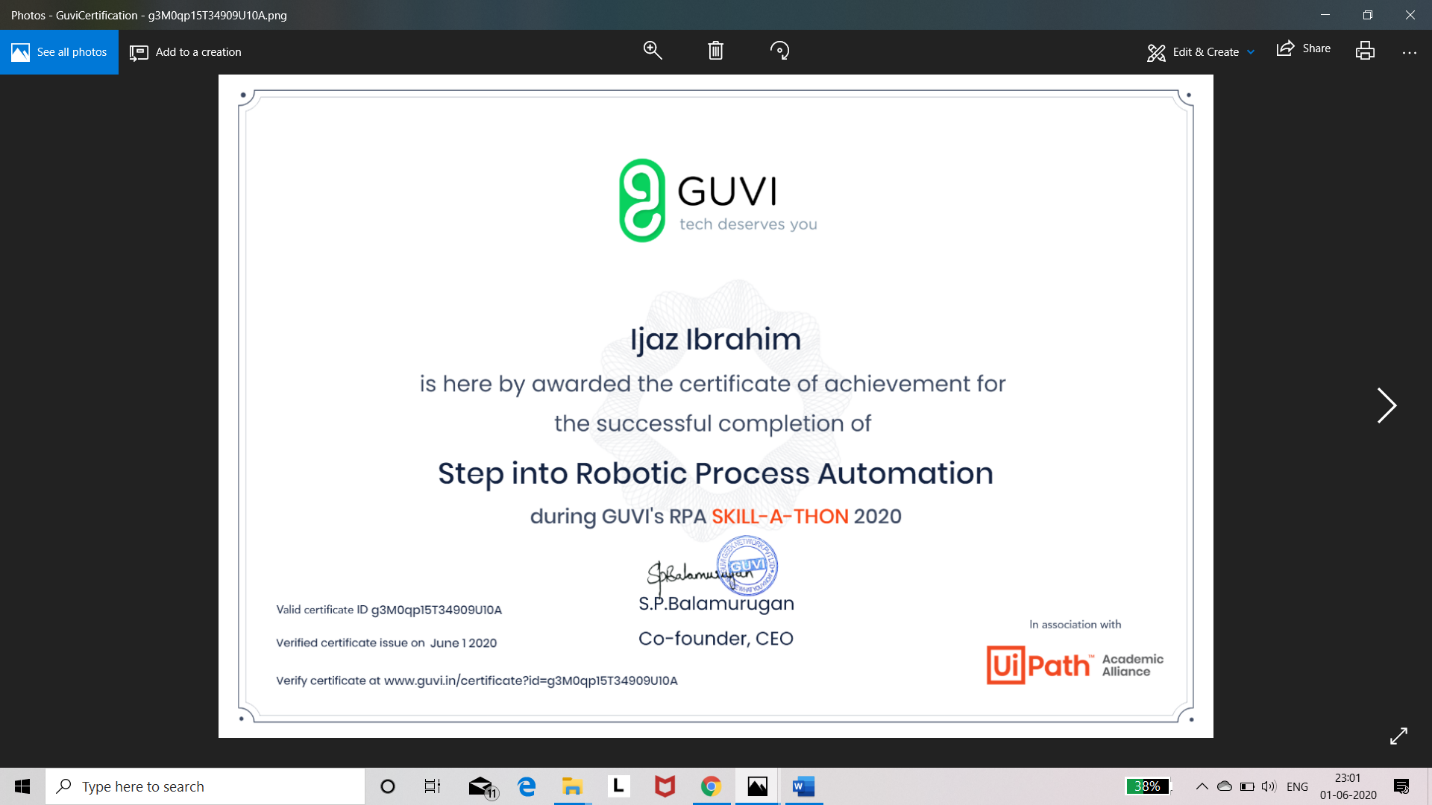 Photos - GuviCertification - g3M0qp15T34909U10A.png
See all photos
Add to a creation
Edit & Create
Share
GUVI
tech deserves you
Ijaz Ibrahim
is here by awarded the certificate of achievement for
the successful completion of
Step into Robotic Process Automation
during GUVI's RPA SKILL-A-THON 2020
SpBalamurugan
GUVI
S.P.Balamurugan
Co-founder, CEO
Valid certificate ID g3M0qp15T34909U10A
Verified certificate issue on June 1 2020
Verify certificate at www.guvi.in/certificate?id=g3M0qp15T34909U10A
In association with
UiPath™ Academic
Alliance
Type here to search
11
L
W
38%
ENG
23:01
01-06-2020